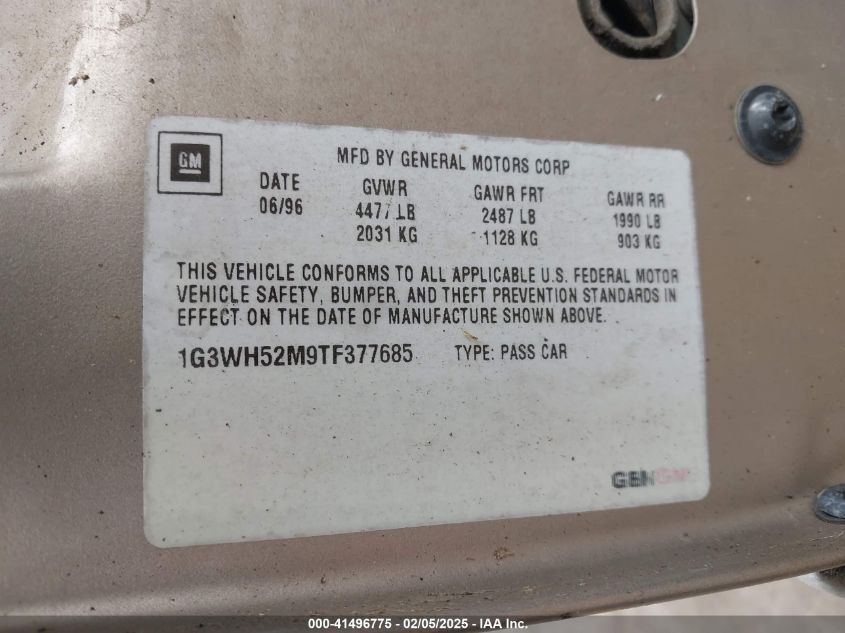 GM
MFD BY GENERAL MOTORS CORP
DATE GVWR GAWR FRT GAWR RR
06/96 4477 LB 2487 LB 1990 LB
2031 KG 1128 KG 903 KG
THIS VEHICLE CONFORMS TO ALL APPLICABLE U.S. FEDERAL MOTOR
VEHICLE SAFETY, BUMPER, AND THEFT PREVENTION STANDARDS IN
EFFECT ON THE DATE OF MANUFACTURE SHOWN ABOVE.
1G3WH52M9TF377685 TYPE: PASS CAR
GENGM
000-41496775 - 02/05/2025 - IAA Inc.